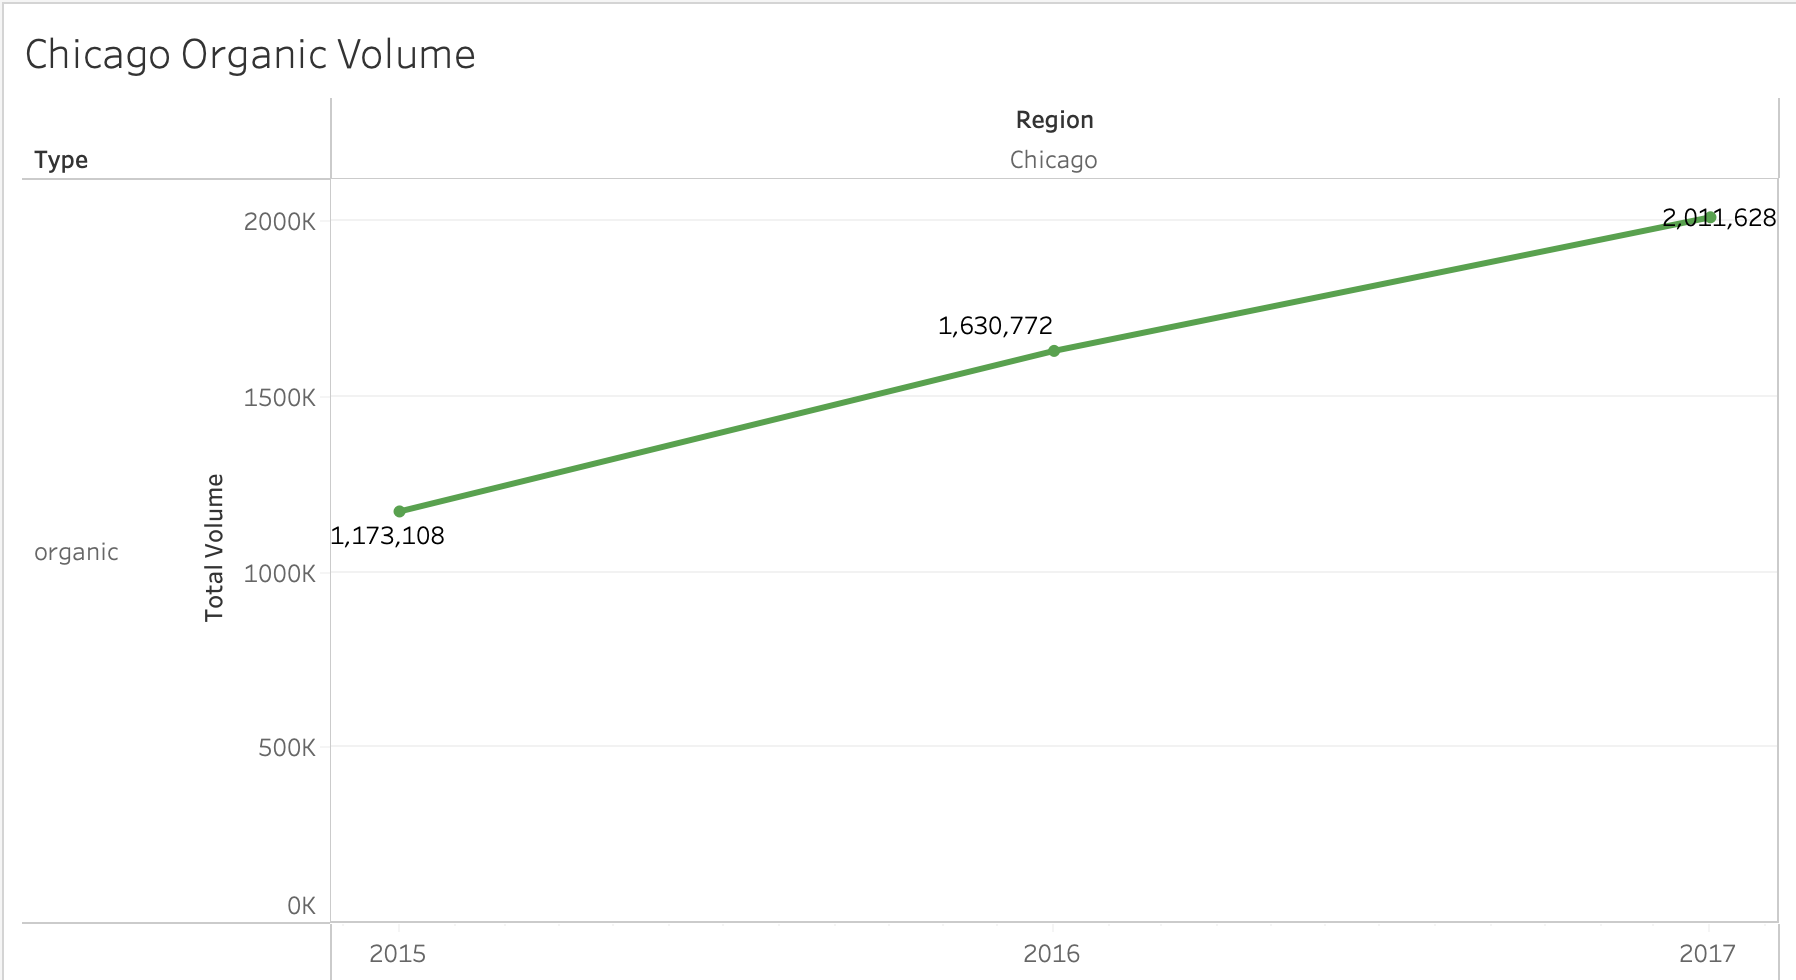 Chicago Organic Volume
Region
Type
Chicago
2000K
2,011,628
1,630,772
1500K
1,173,108
organic
Total Volume
1000K
500K
0K
2015 2016 2017